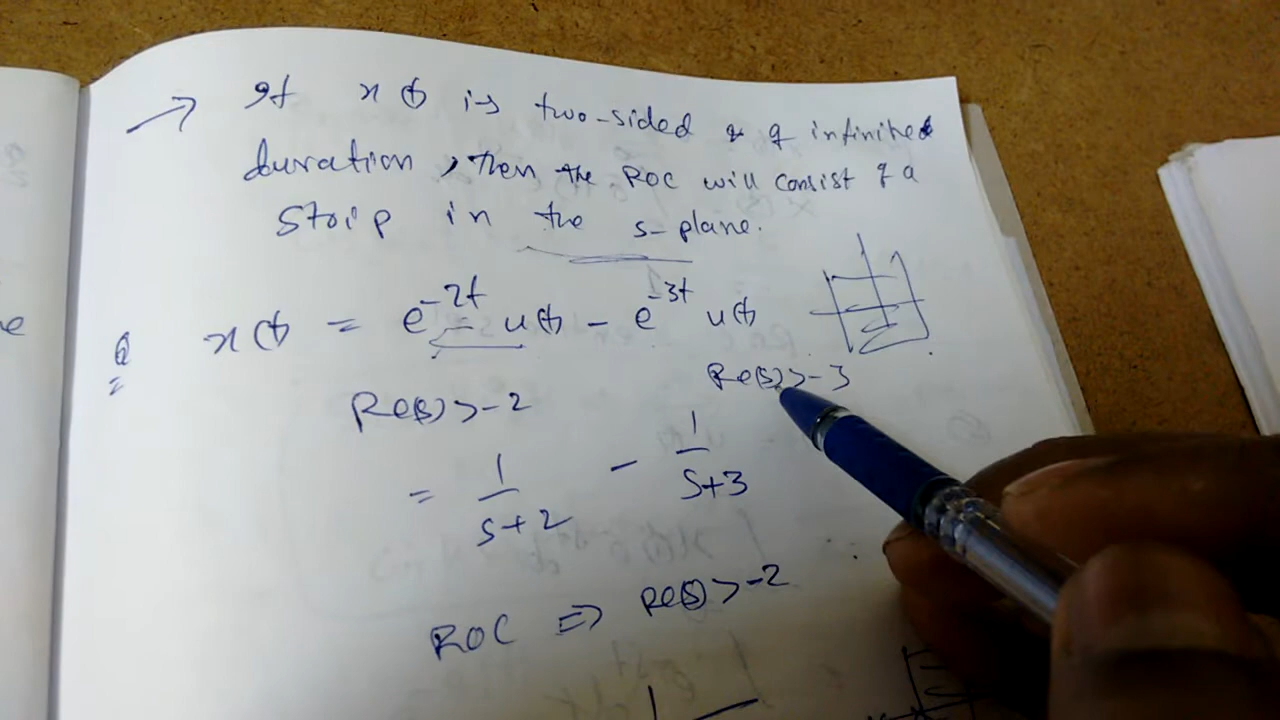 → If x(t) is two-sided & of infinite
duration, then the ROC will consist of a
strip in the s-plane.
Q x(t) = e^-2t u(t) - e^-3t u(t)
Re(s) > -2 Re(s) > -3
= 1/(s+2) - 1/(s+3)
ROC => Re(s) > -2